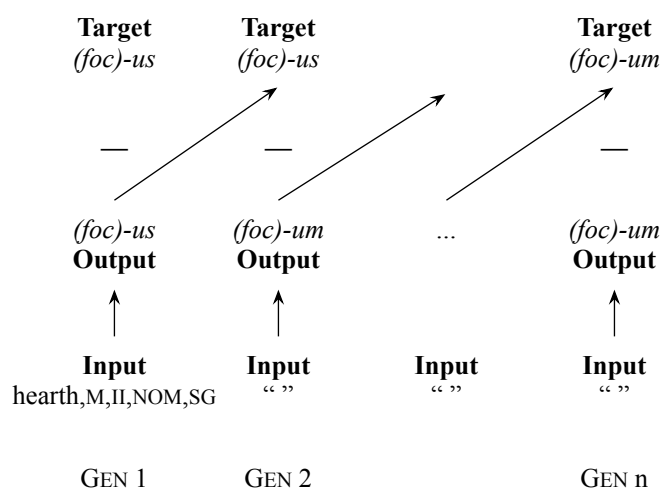 Target Target Target
(foc)-us (foc)-us (foc)-um
— — —
(foc)-us (foc)-um ... (foc)-um
Output Output Output
Input Input Input Input
hearth,M,II,NOM,SG “ ” “ ” “ ”
GEN 1 GEN 2 GEN n